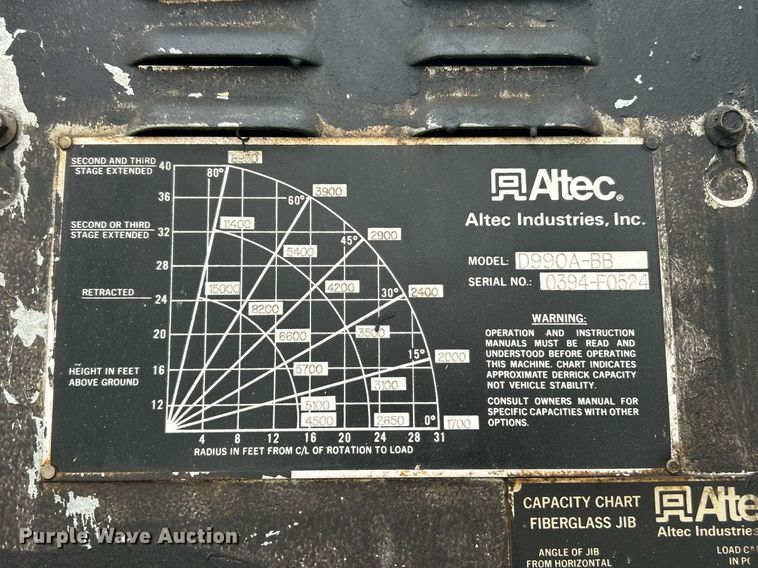 SECOND AND THIRD
STAGE EXTENDED
SECOND OR THIRD
STAGE EXTENDED
RETRACTED
HEIGHT IN FEET
ABOVE GROUND
40
36
32
28
24
20
16
12
80°
60°
45°
30°
15°
0°
3900
11400
5400
2900
15000
4200
2400
8200
6600
3500
2000
5700
3100
5100
4500
2650
1700
4 8 12 16 20 24 28 31
RADIUS IN FEET FROM C/L OF ROTATION TO LOAD
Altec®
Altec Industries, Inc.
MODEL: D990A-BB
SERIAL NO.: 0394-F0524
WARNING:
OPERATION AND INSTRUCTION
MANUALS MUST BE READ AND
UNDERSTOOD BEFORE OPERATING
THIS MACHINE. CHART INDICATES
APPROXIMATE DERRICK CAPACITY
NOT VEHICLE STABILITY.
CONSULT OWNERS MANUAL FOR
SPECIFIC CAPACITIES WITH OTHER
OPTIONS.
CAPACITY CHART
FIBERGLASS JIB
Altec
Altec Industries
ANGLE OF JIB
FROM HORIZONTAL
LOAD
IN
Purple Wave Auction